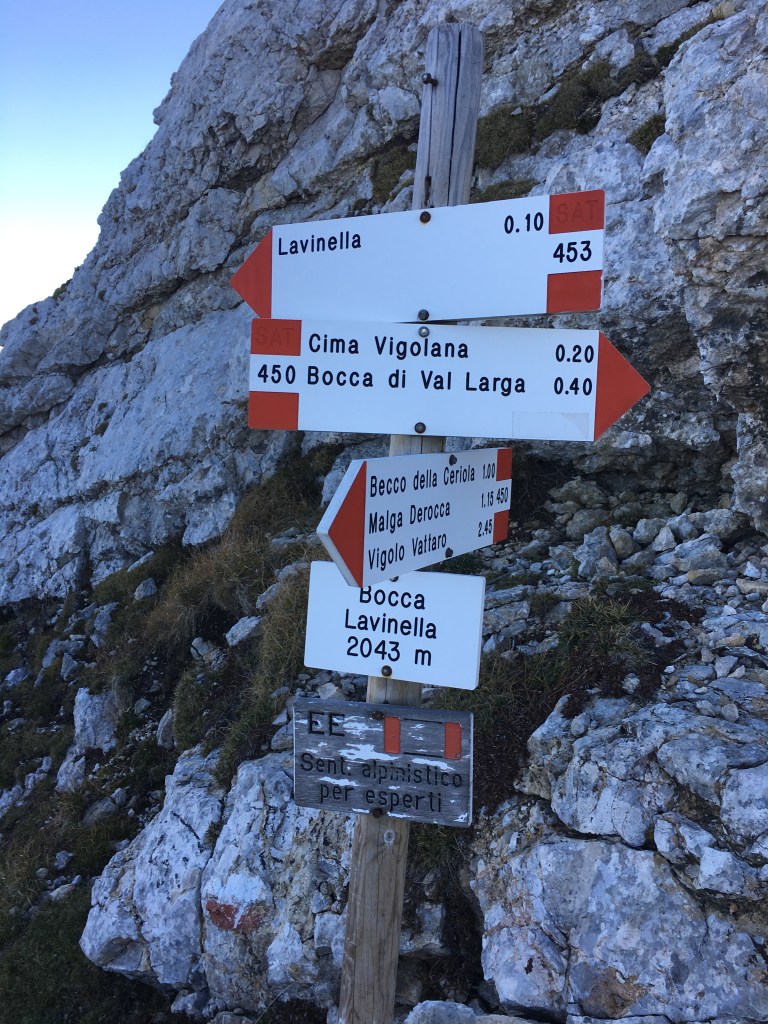 Lavinella 0.10 SAT
453
SAT Cima Vigolana 0.20
450 Bocca di Val Larga 0.40
Becco della Ceriola 1.00
Malga Derocca 1.15 450
Vigolo Vattaro 2.45
Bocca
Lavinella
2043 m
EE
Sent. alpinistico
per esperti